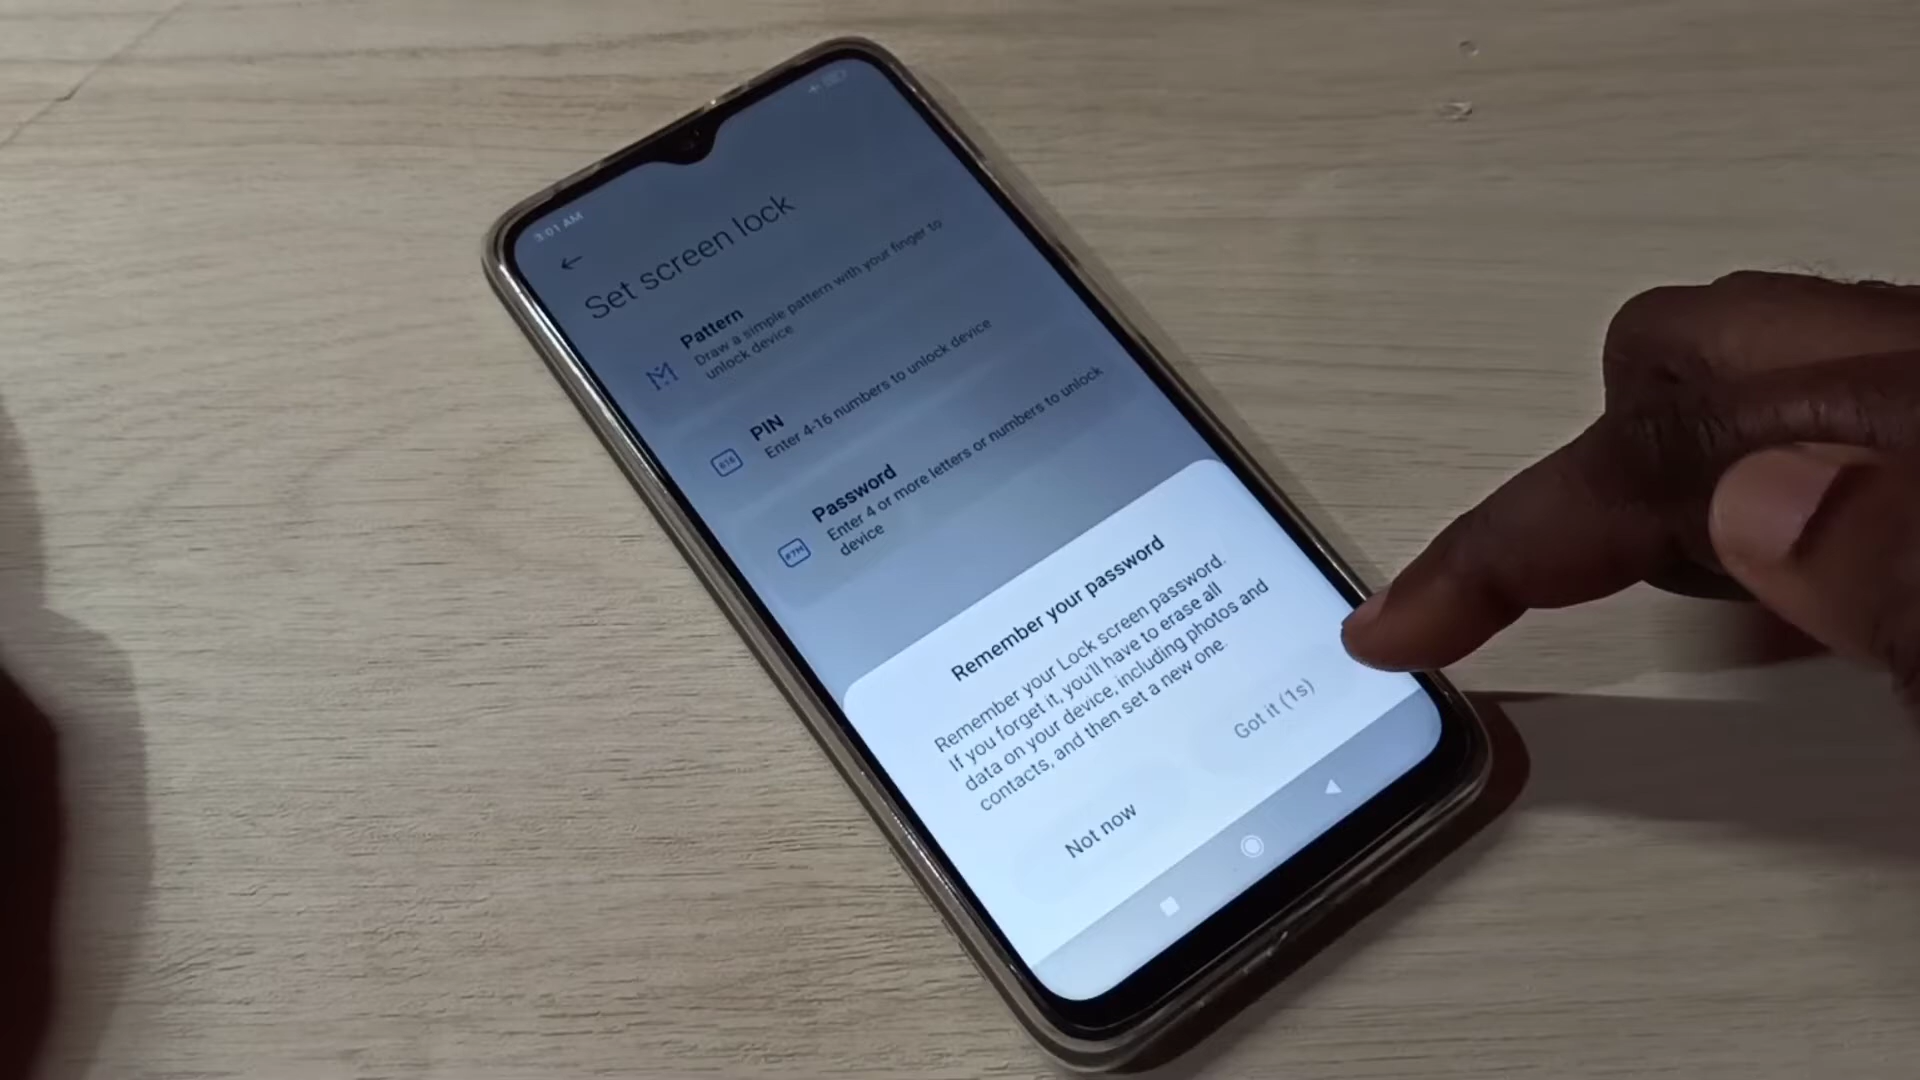 3:01 AM
Set screen lock
Pattern
Draw a simple pattern with your finger to
unlock device
PIN
Enter 4-16 numbers to unlock device
Password
Enter 4 or more letters or numbers to unlock
device
Remember your password
Remember your Lock screen password.
If you forget it, you'll have to erase all
data on your device, including photos and
contacts, and then set a new one.
Not now
Got it (1s)